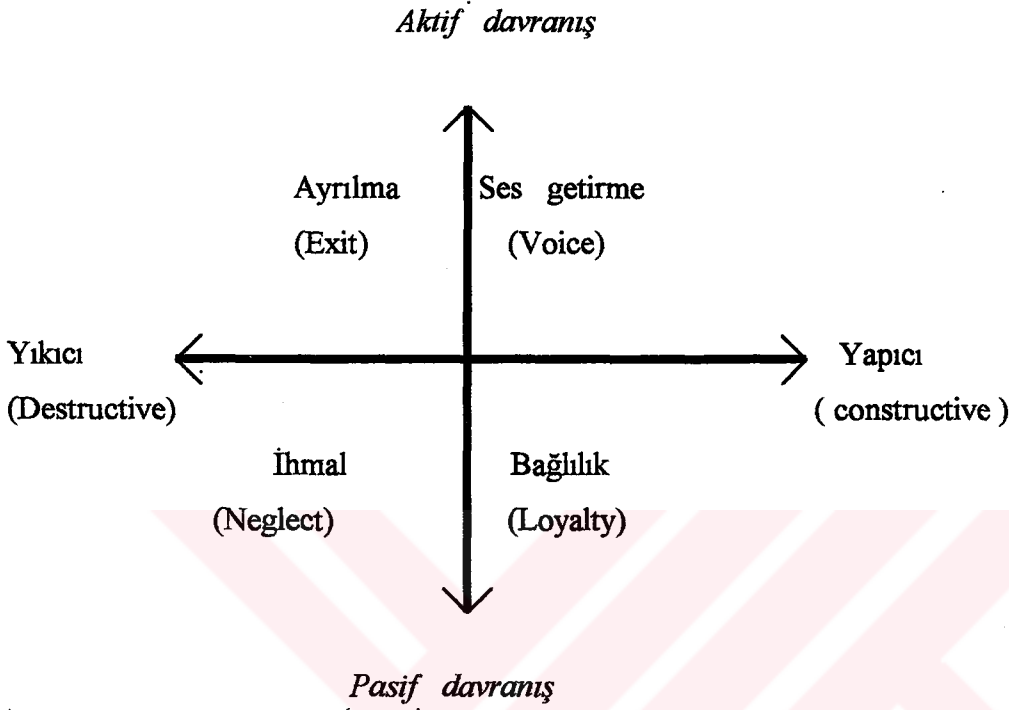 Aktif davranış
Ayrılma Ses getirme
(Exit) (Voice)
Yıkıcı Yapıcı
(Destructive) ( constructive )
İhmal Bağlılık
(Neglect) (Loyalty)
Pasif davranış